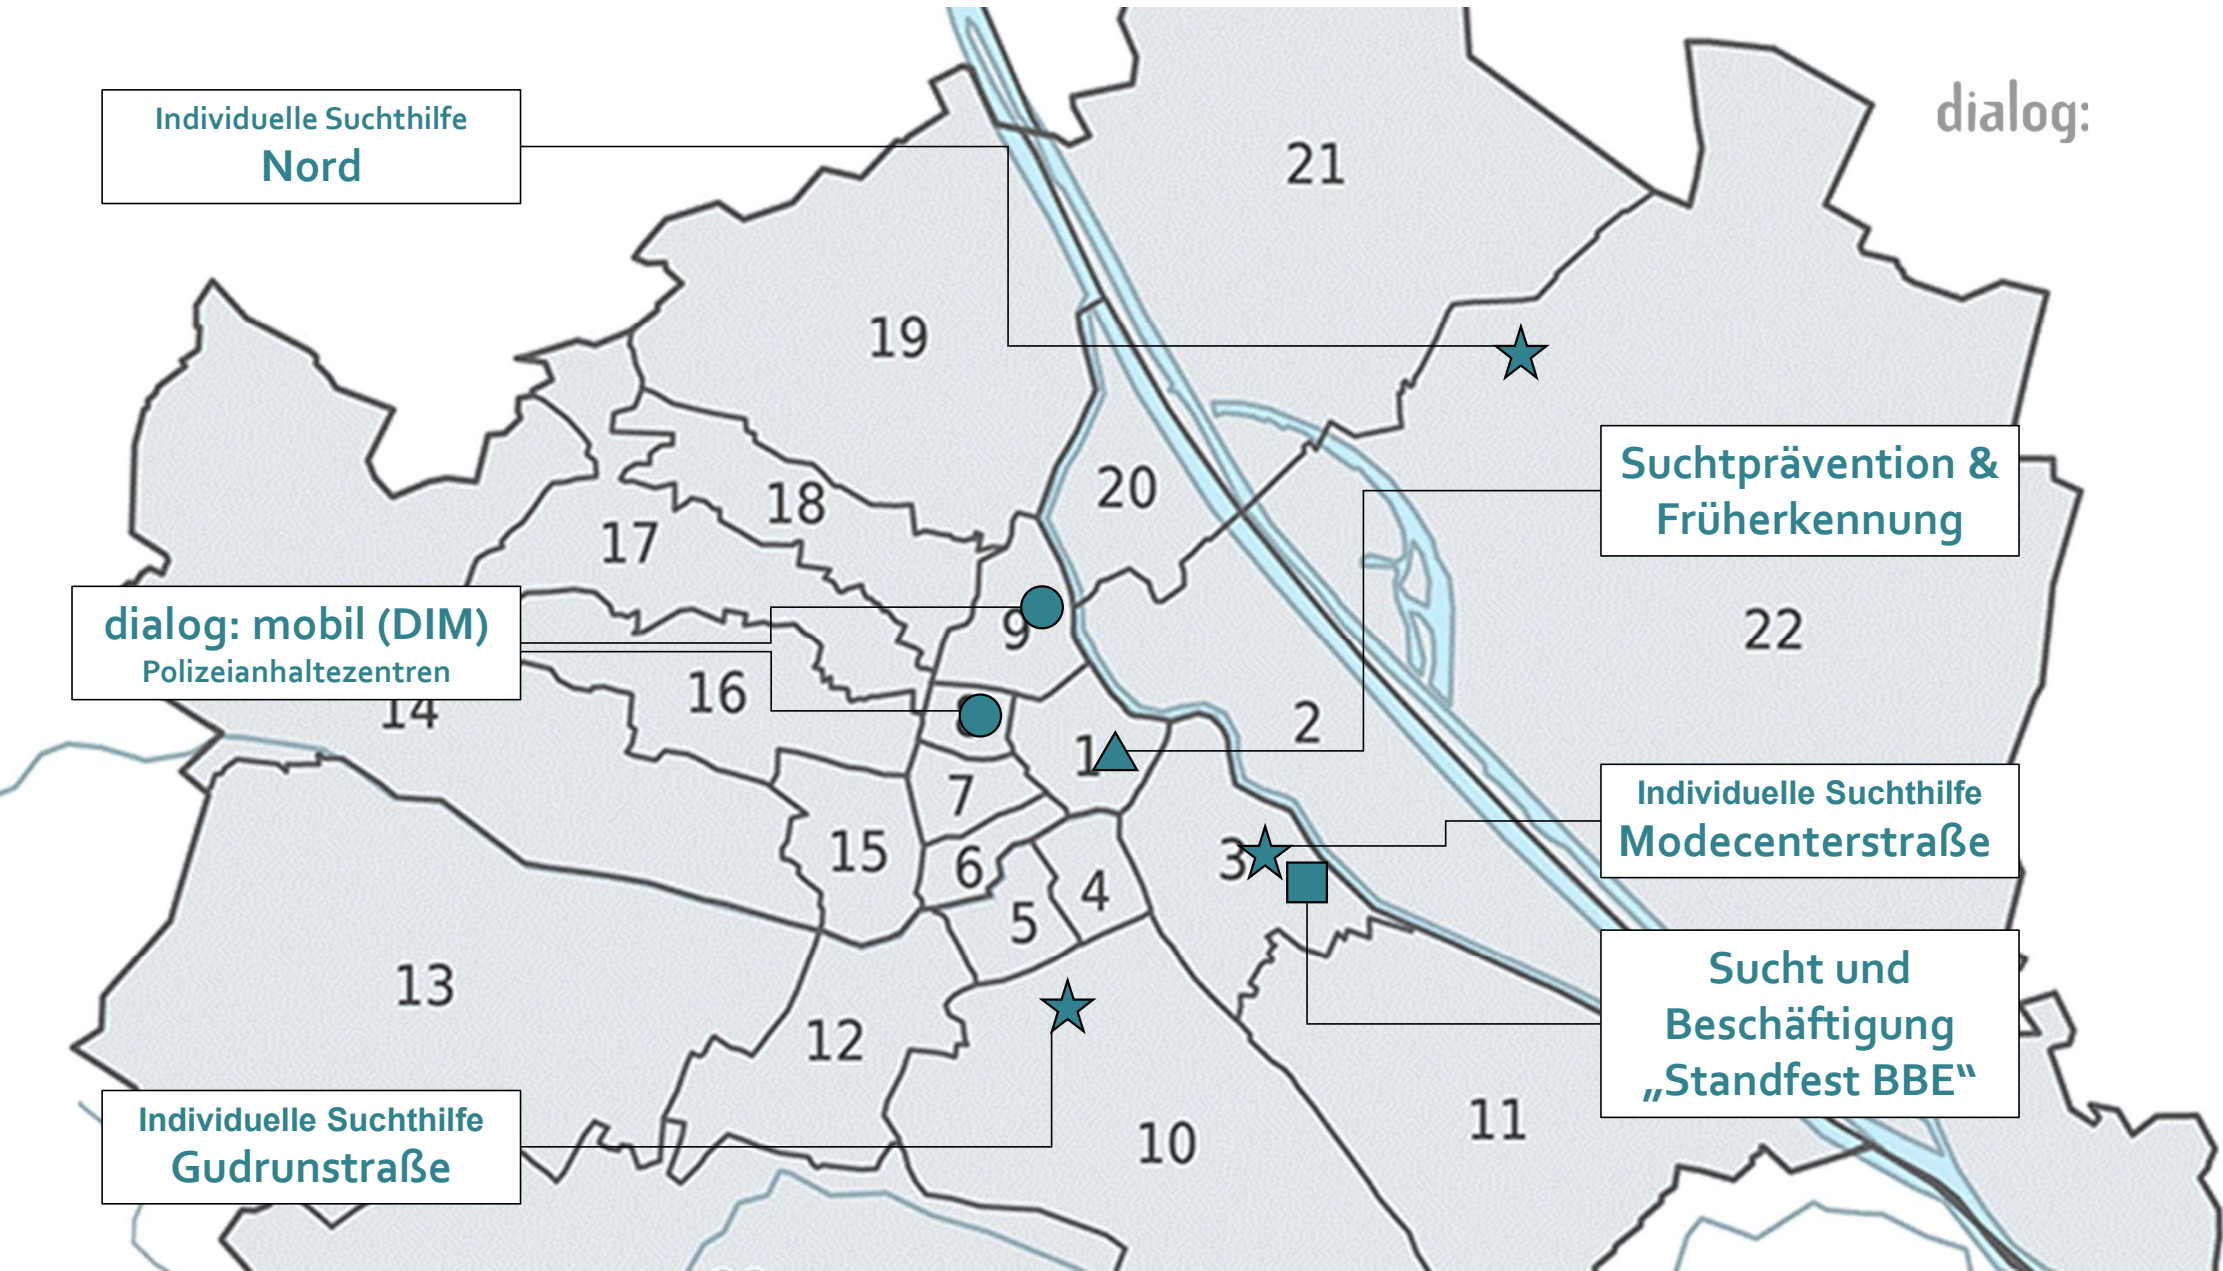 Individuelle Suchthilfe
Nord
dialog:
21
19
Suchtprävention &
Früherkennung
20
18
17
9
22
dialog: mobil (DIM)
Polizeianhaltezentren
16
14
2
1
7
Individuelle Suchthilfe
Modecenterstraße
15
6
3
4
5
13
12
Sucht und
Beschäftigung
„Standfest BBE“
Individuelle Suchthilfe
Gudrunstraße
10
11